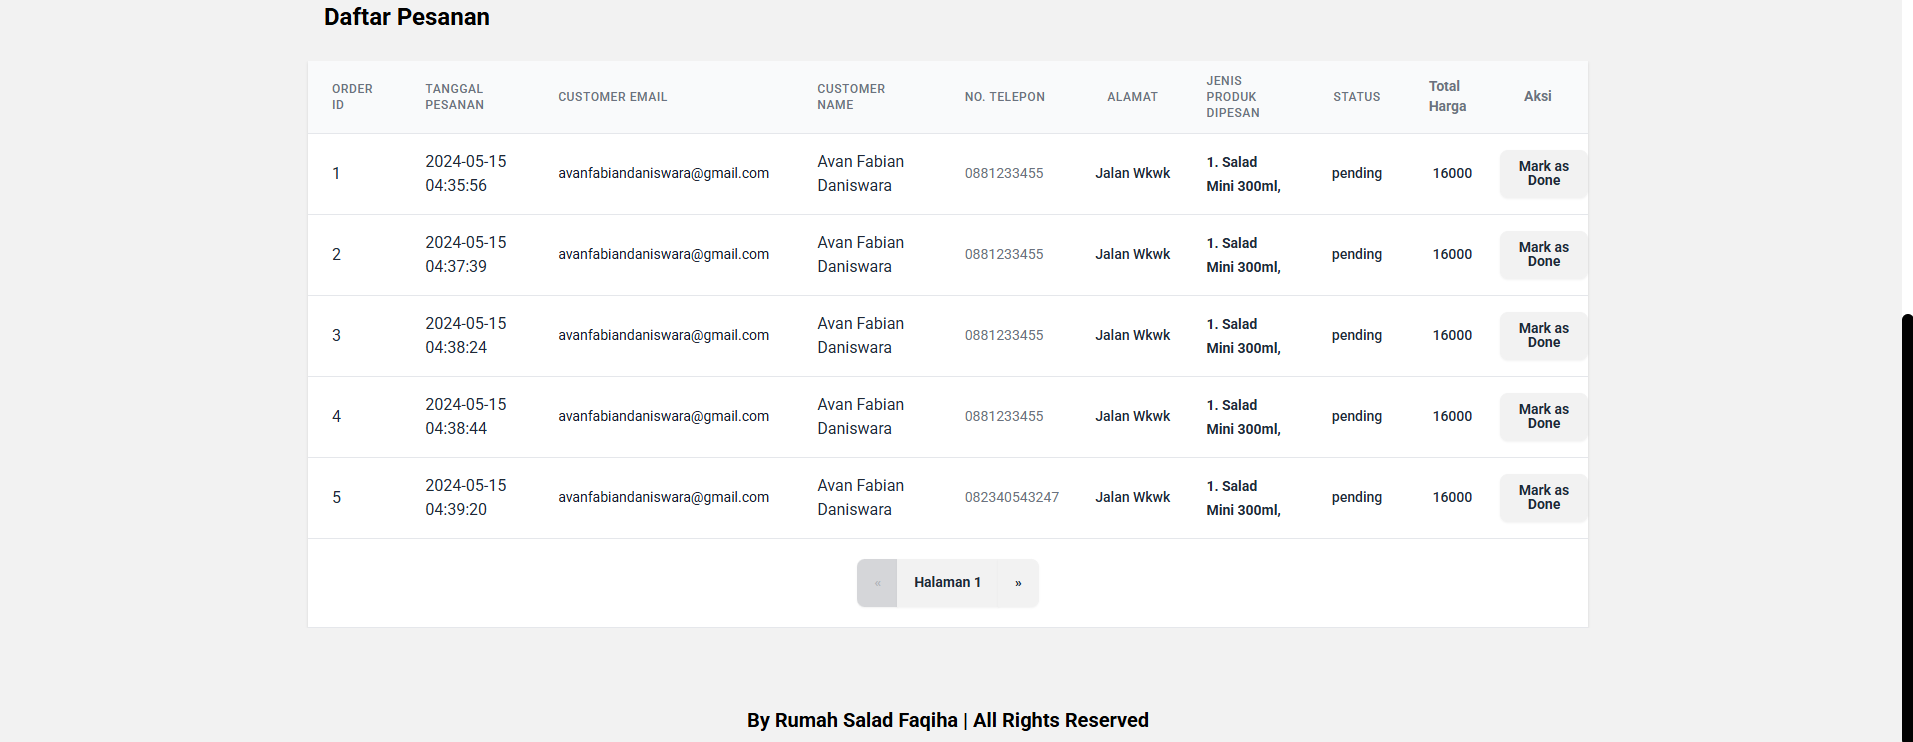 Daftar Pesanan
ORDER ID TANGGAL PESANAN CUSTOMER EMAIL CUSTOMER NAME NO. TELEPON ALAMAT JENIS PRODUK DIPESAN STATUS Total Harga Aksi
1 2024-05-15 04:35:56 avanfabiandaniswara@gmail.com Avan Fabian Daniswara 0881233455 Jalan Wkwk 1. Salad Mini 300ml, pending 16000 Mark as Done
2 2024-05-15 04:37:39 avanfabiandaniswara@gmail.com Avan Fabian Daniswara 0881233455 Jalan Wkwk 1. Salad Mini 300ml, pending 16000 Mark as Done
3 2024-05-15 04:38:24 avanfabiandaniswara@gmail.com Avan Fabian Daniswara 0881233455 Jalan Wkwk 1. Salad Mini 300ml, pending 16000 Mark as Done
4 2024-05-15 04:38:44 avanfabiandaniswara@gmail.com Avan Fabian Daniswara 0881233455 Jalan Wkwk 1. Salad Mini 300ml, pending 16000 Mark as Done
5 2024-05-15 04:39:20 avanfabiandaniswara@gmail.com Avan Fabian Daniswara 082340543247 Jalan Wkwk 1. Salad Mini 300ml, pending 16000 Mark as Done
« Halaman 1 »
By Rumah Salad Faqiha | All Rights Reserved